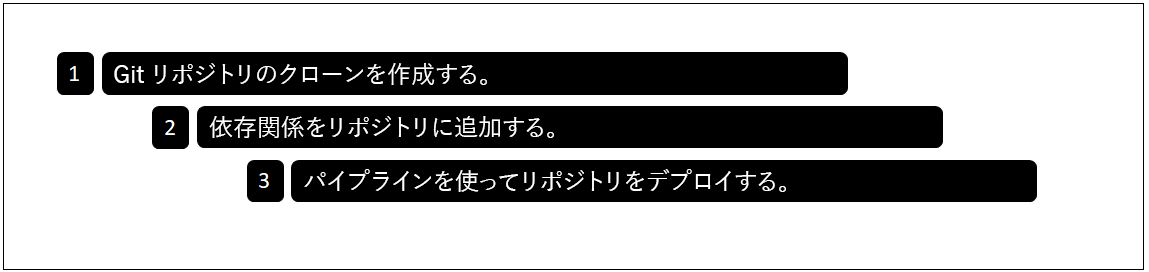 1 Git リポジトリのクローンを作成する。
2 依存関係をリポジトリに追加する。
3 パイプラインを使ってリポジトリをデプロイする。